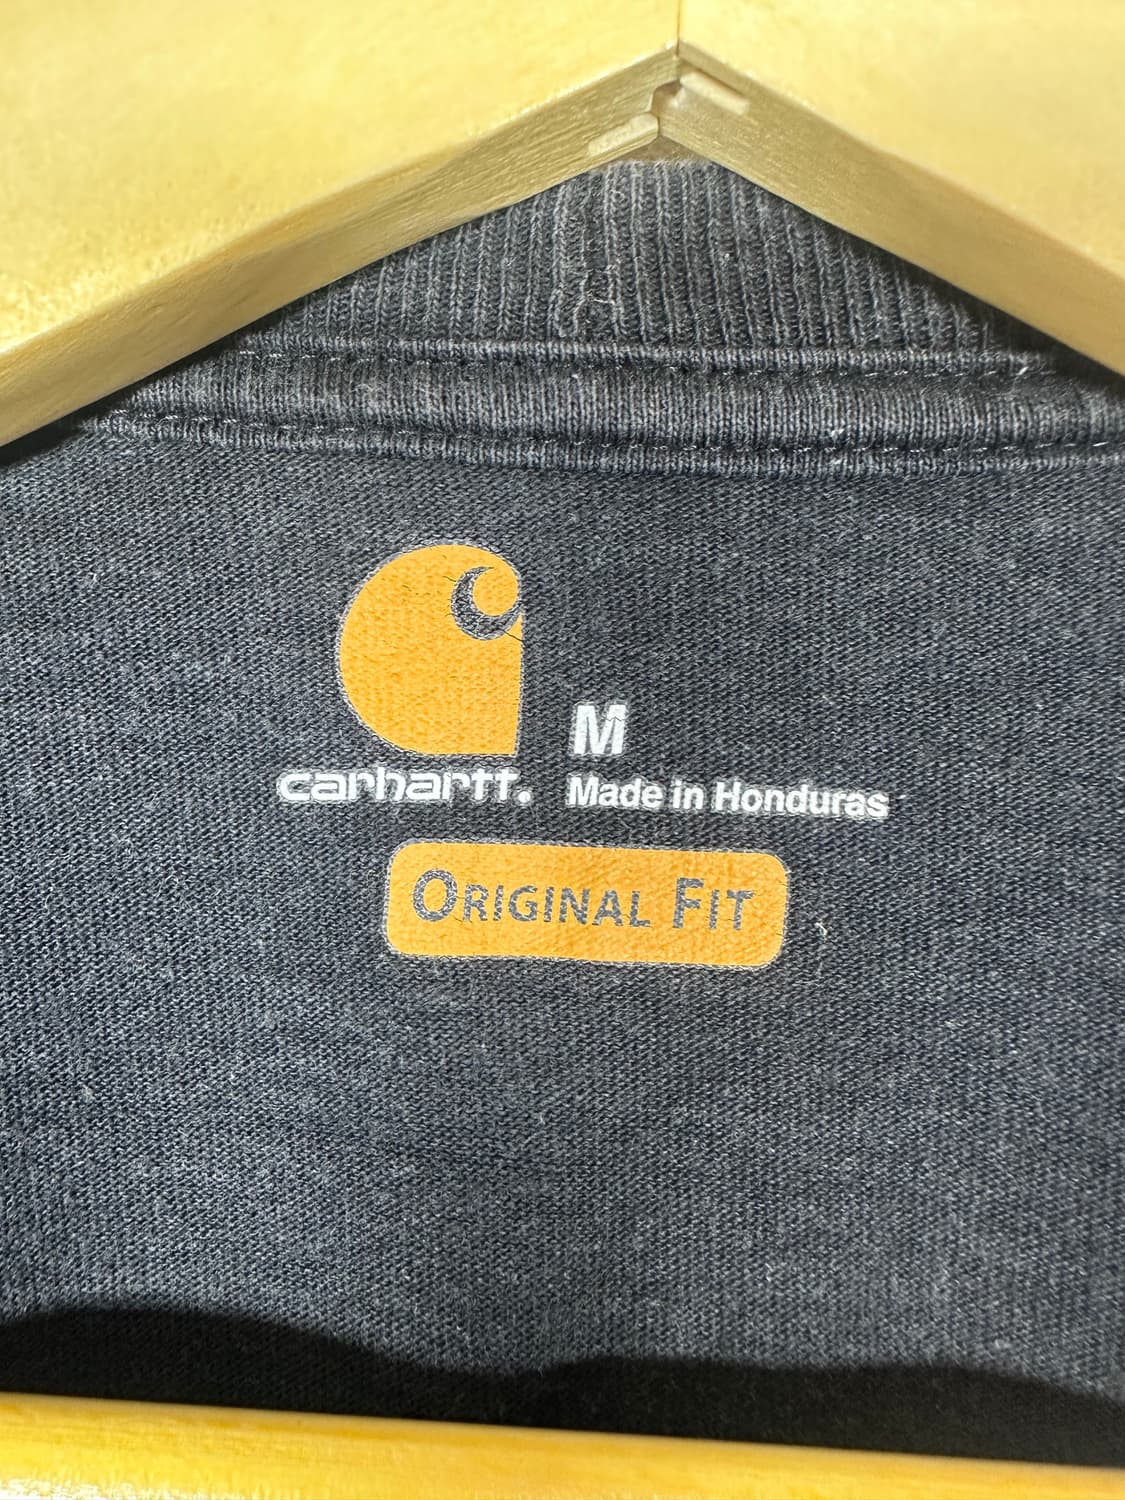 M
carhartt.
Made in Honduras
ORIGINAL FIT